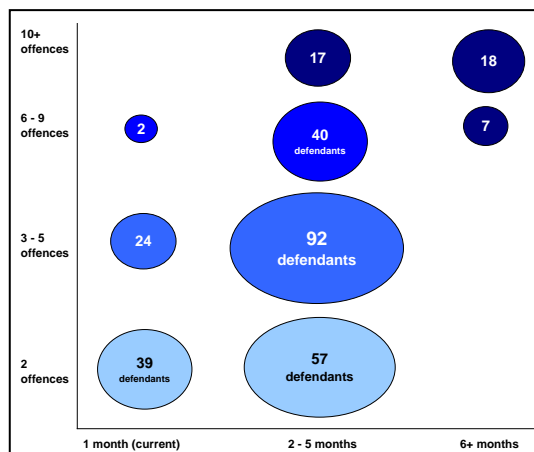 10+
offences
17
18
6 - 9
offences
2
40
defendants
7
3 - 5
offences
24
92
defendants
2
offences
39
defendants
57
defendants
1 month (current)
2 - 5 months
6+ months